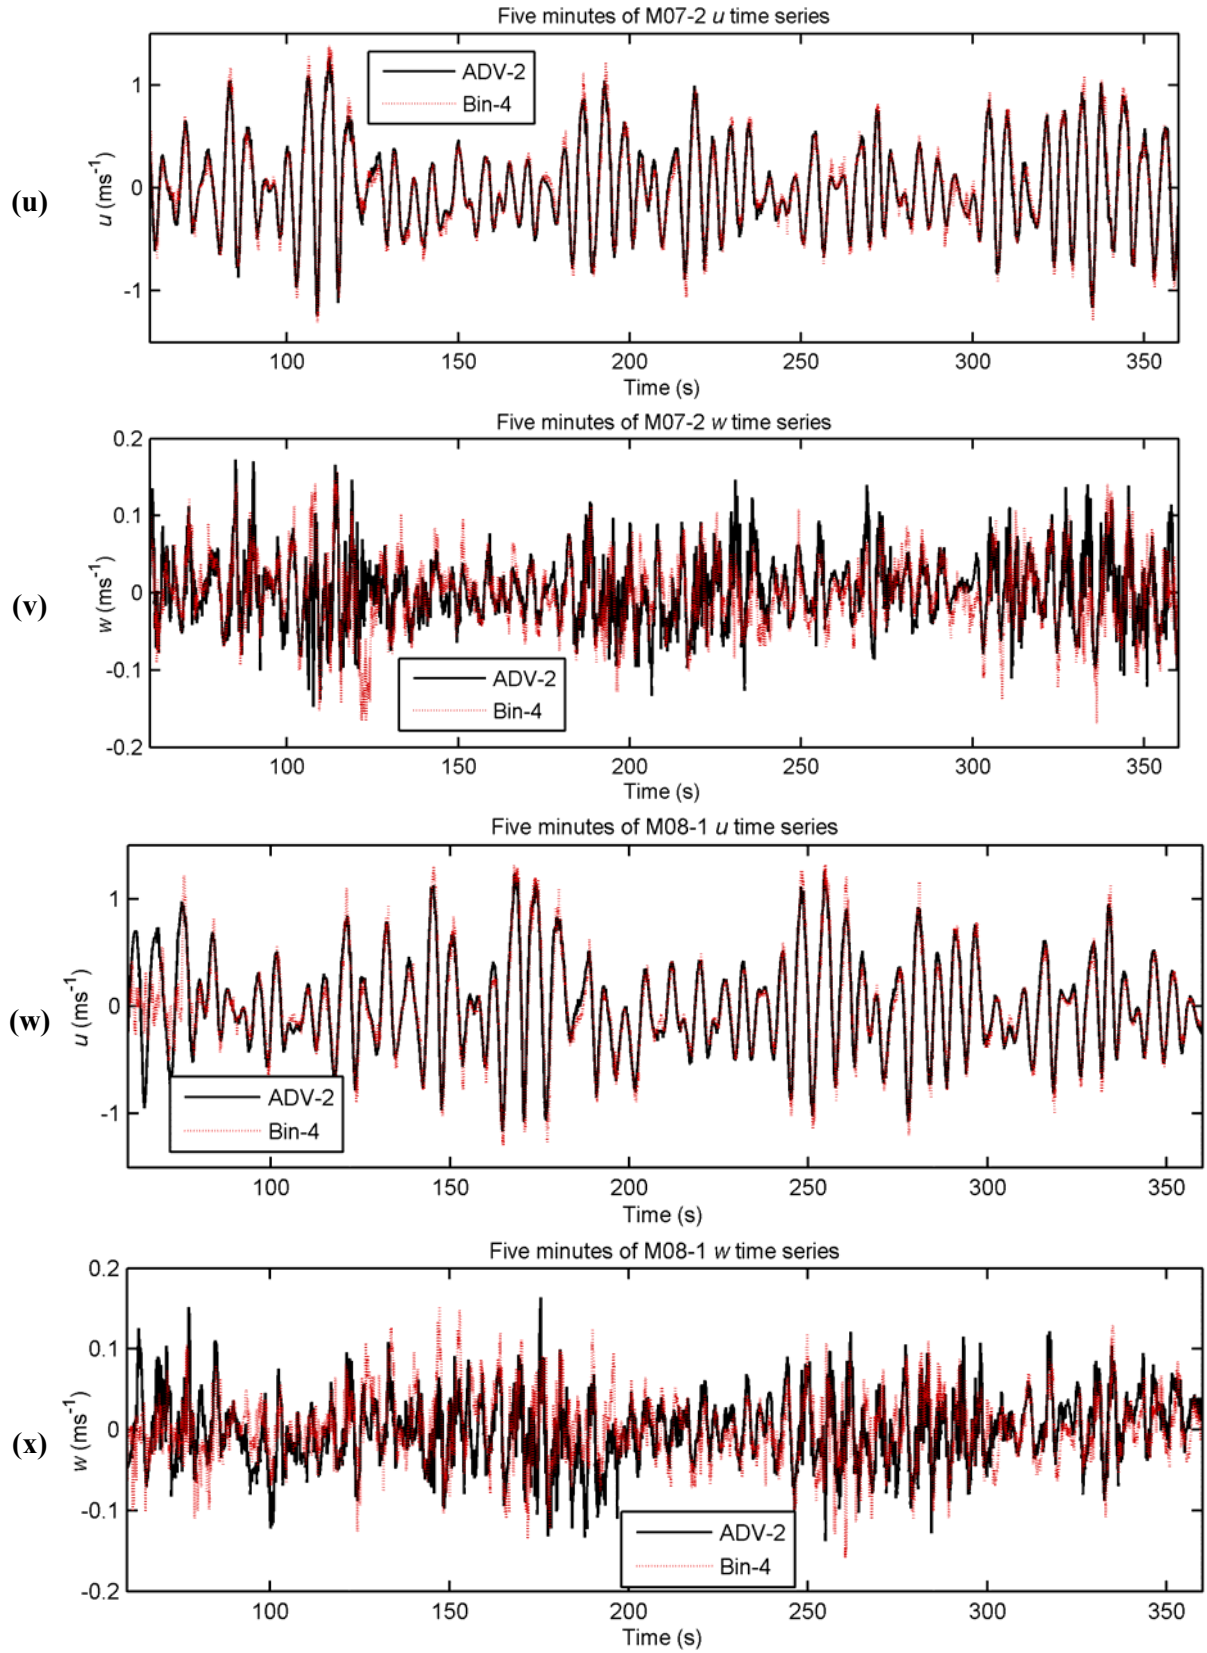 Five minutes of M07-2 u time series
ADV-2
Bin-4
(u)
u (ms⁻¹)
1
0
-1
100 150 200 250 300 350
Time (s)
Five minutes of M07-2 w time series
0.2
0.1
(v)
w (ms⁻¹)
0
-0.1
ADV-2
Bin-4
-0.2
100 150 200 250 300 350
Time (s)
Five minutes of M08-1 u time series
1
(w)
u (ms⁻¹)
0
-1
ADV-2
Bin-4
100 150 200 250 300 350
Time (s)
Five minutes of M08-1 w time series
0.2
0.1
(x)
w (ms⁻¹)
0
-0.1
ADV-2
Bin-4
-0.2
100 150 200 250 300 350
Time (s)